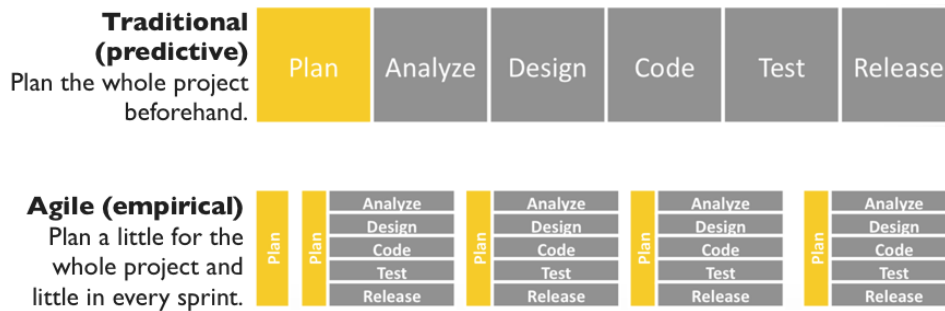 Traditional
(predictive)
Plan the whole project
beforehand.
Plan
Analyze
Design
Code
Test
Release
Agile (empirical)
Plan a little for the
whole project and
little in every sprint.
Plan
Plan
Analyze
Design
Code
Test
Release
Plan
Analyze
Design
Code
Test
Release
Plan
Analyze
Design
Code
Test
Release
Plan
Analyze
Design
Code
Test
Release